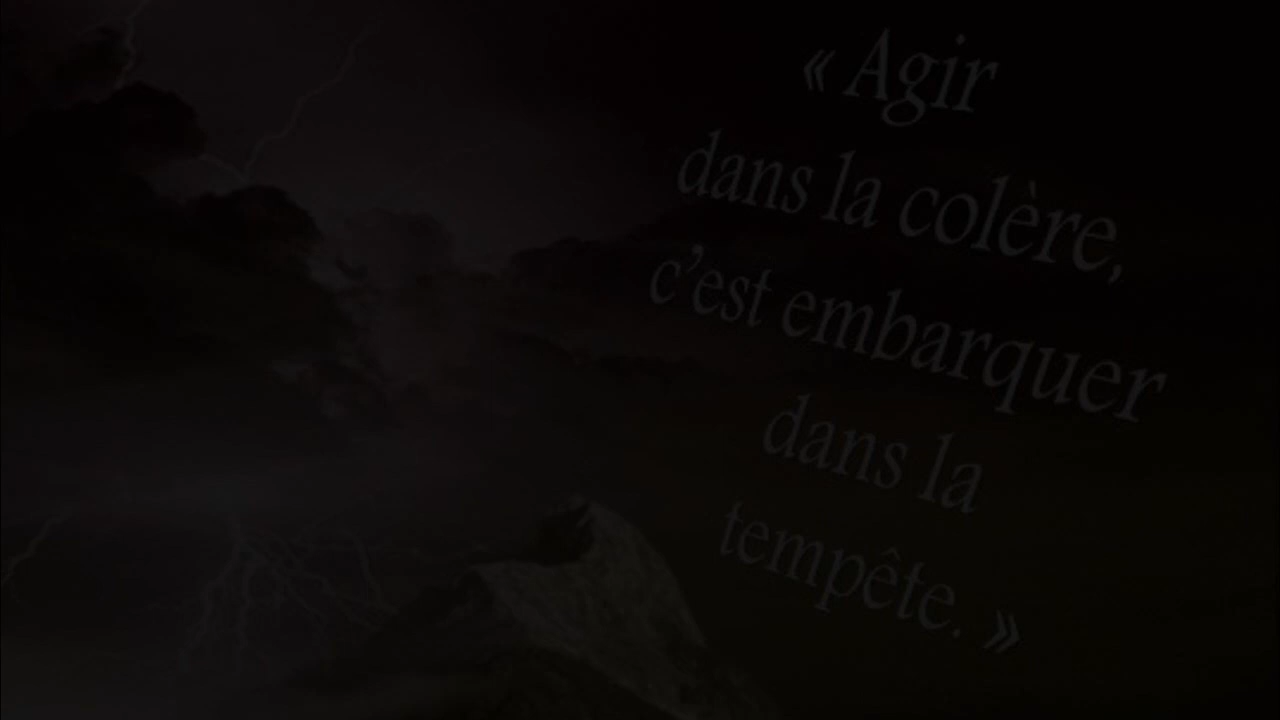 « Agir
dans la colère,
c’est embarquer
dans la
tempête. »